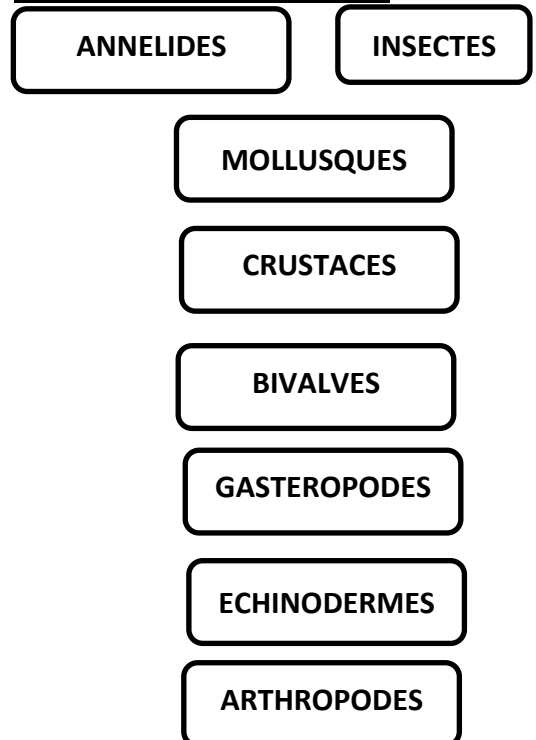 ANNELIDES
INSECTES
MOLLUSQUES
CRUSTACES
BIVALVES
GASTEROPODES
ECHINODERMES
ARTHROPODES